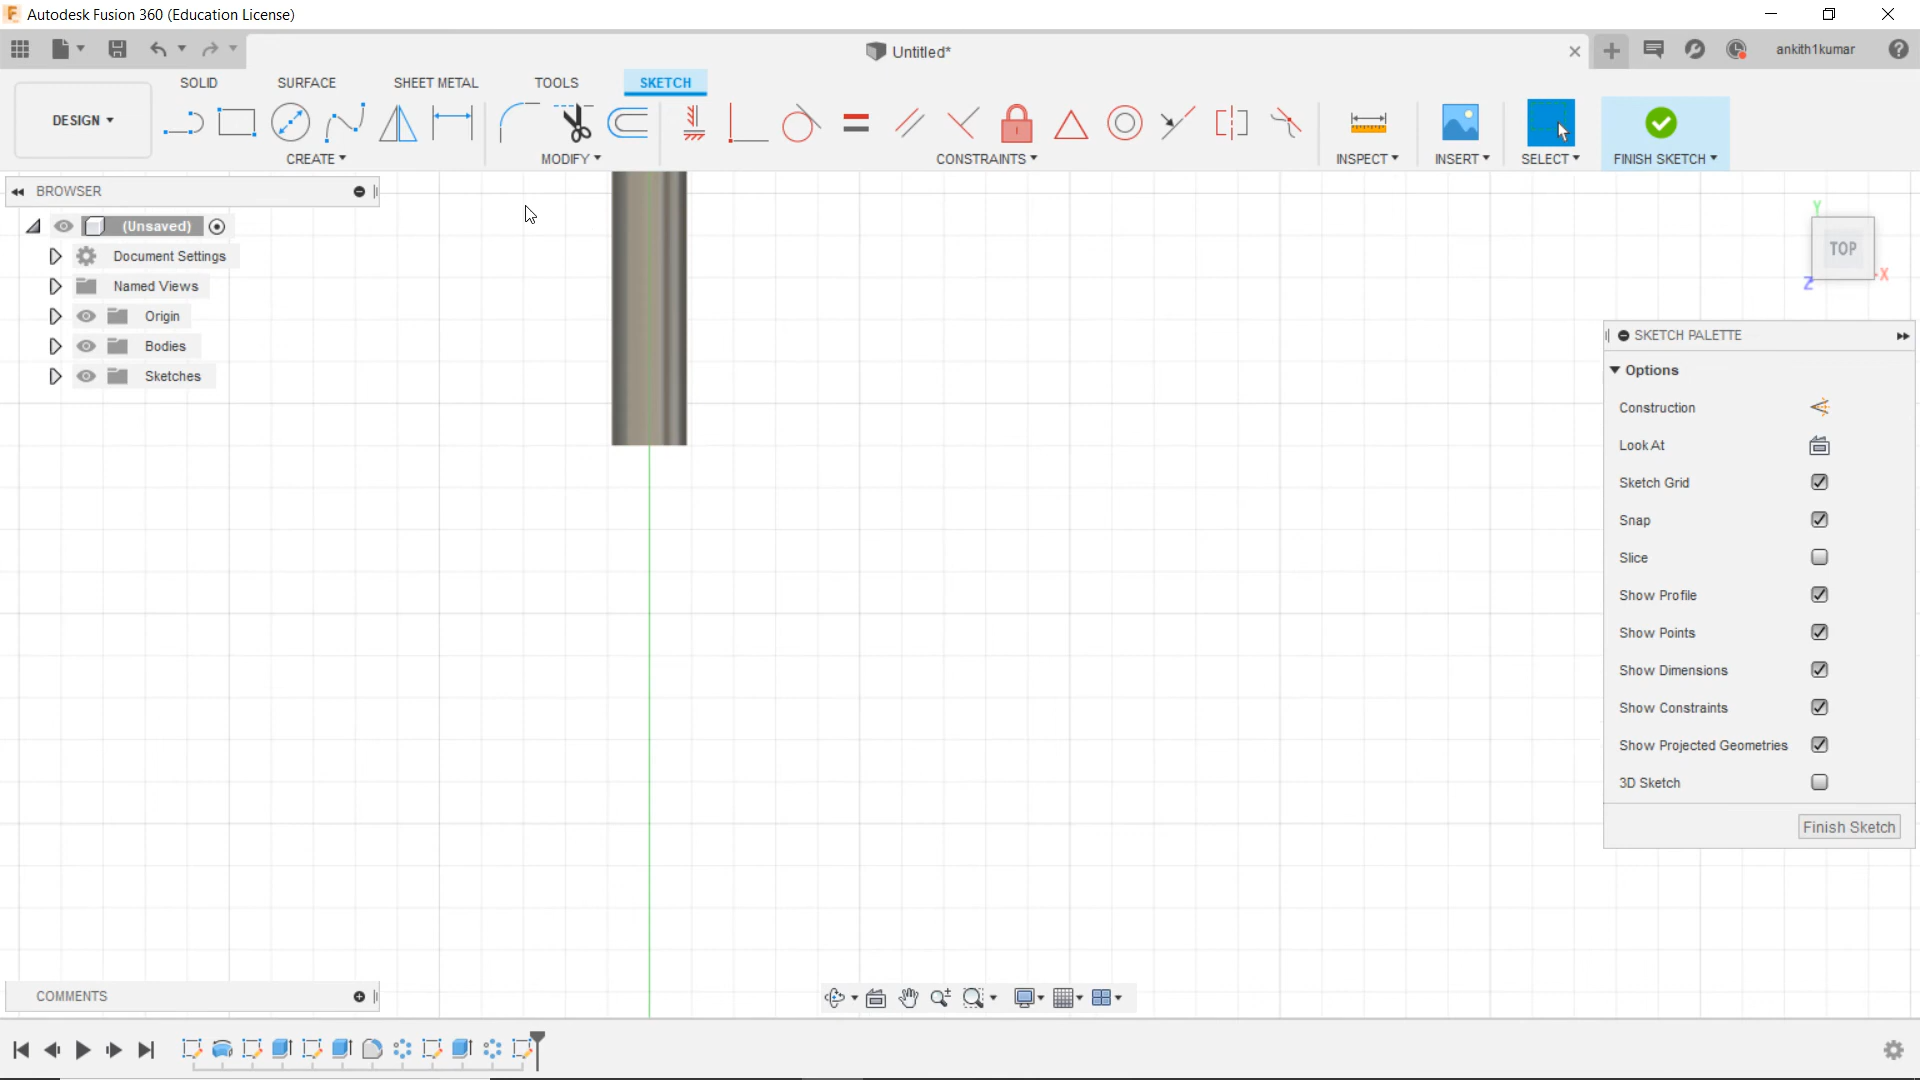 Autodesk Fusion 360 (Education License)
Untitled*
ankith1kumar
SOLID
SURFACE
SHEET METAL
TOOLS
SKETCH
DESIGN
CREATE
MODIFY
CONSTRAINTS
INSPECT
INSERT
SELECT
FINISH SKETCH
BROWSER
(Unsaved)
Document Settings
Named Views
Origin
Bodies
Sketches
Y
TOP
X
Z
SKETCH PALETTE
Options
Construction
Look At
Sketch Grid
Snap
Slice
Show Profile
Show Points
Show Dimensions
Show Constraints
Show Projected Geometries
3D Sketch
Finish Sketch
COMMENTS